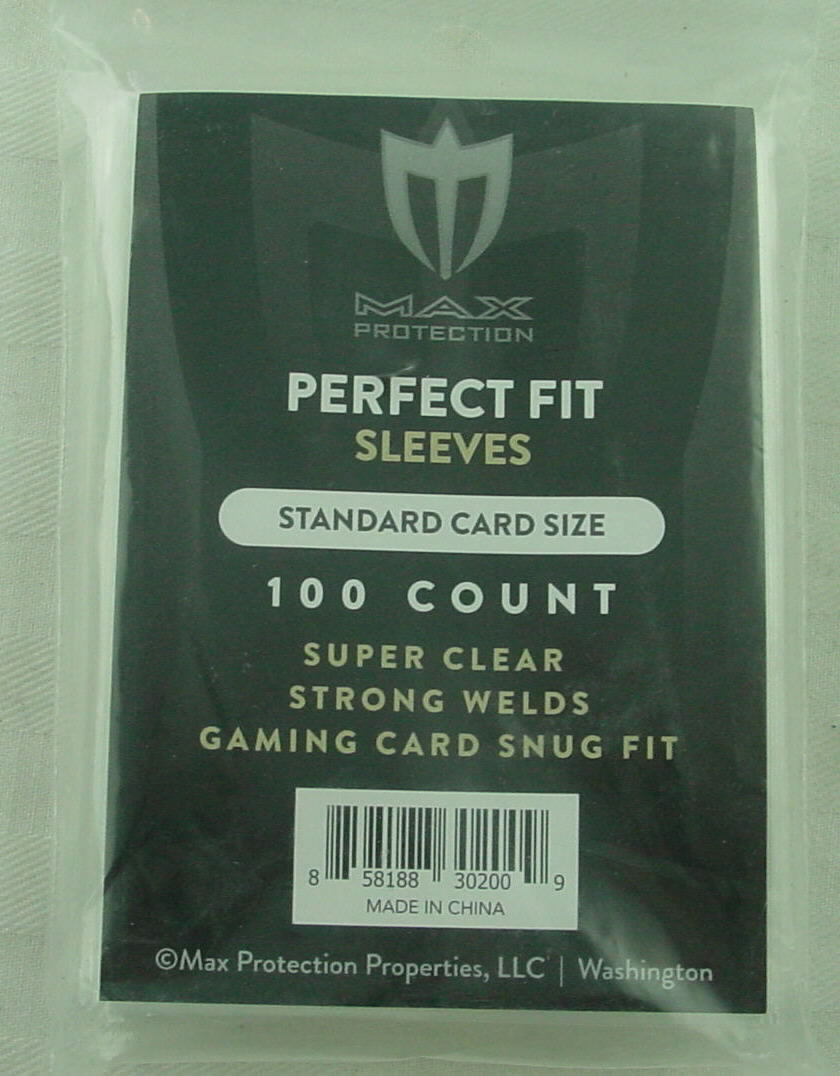 MAX
PROTECTION
PERFECT FIT
SLEEVES
STANDARD CARD SIZE
100 COUNT
SUPER CLEAR
STRONG WELDS
GAMING CARD SNUG FIT
8 58188 30200 9
MADE IN CHINA
©Max Protection Properties, LLC | Washington